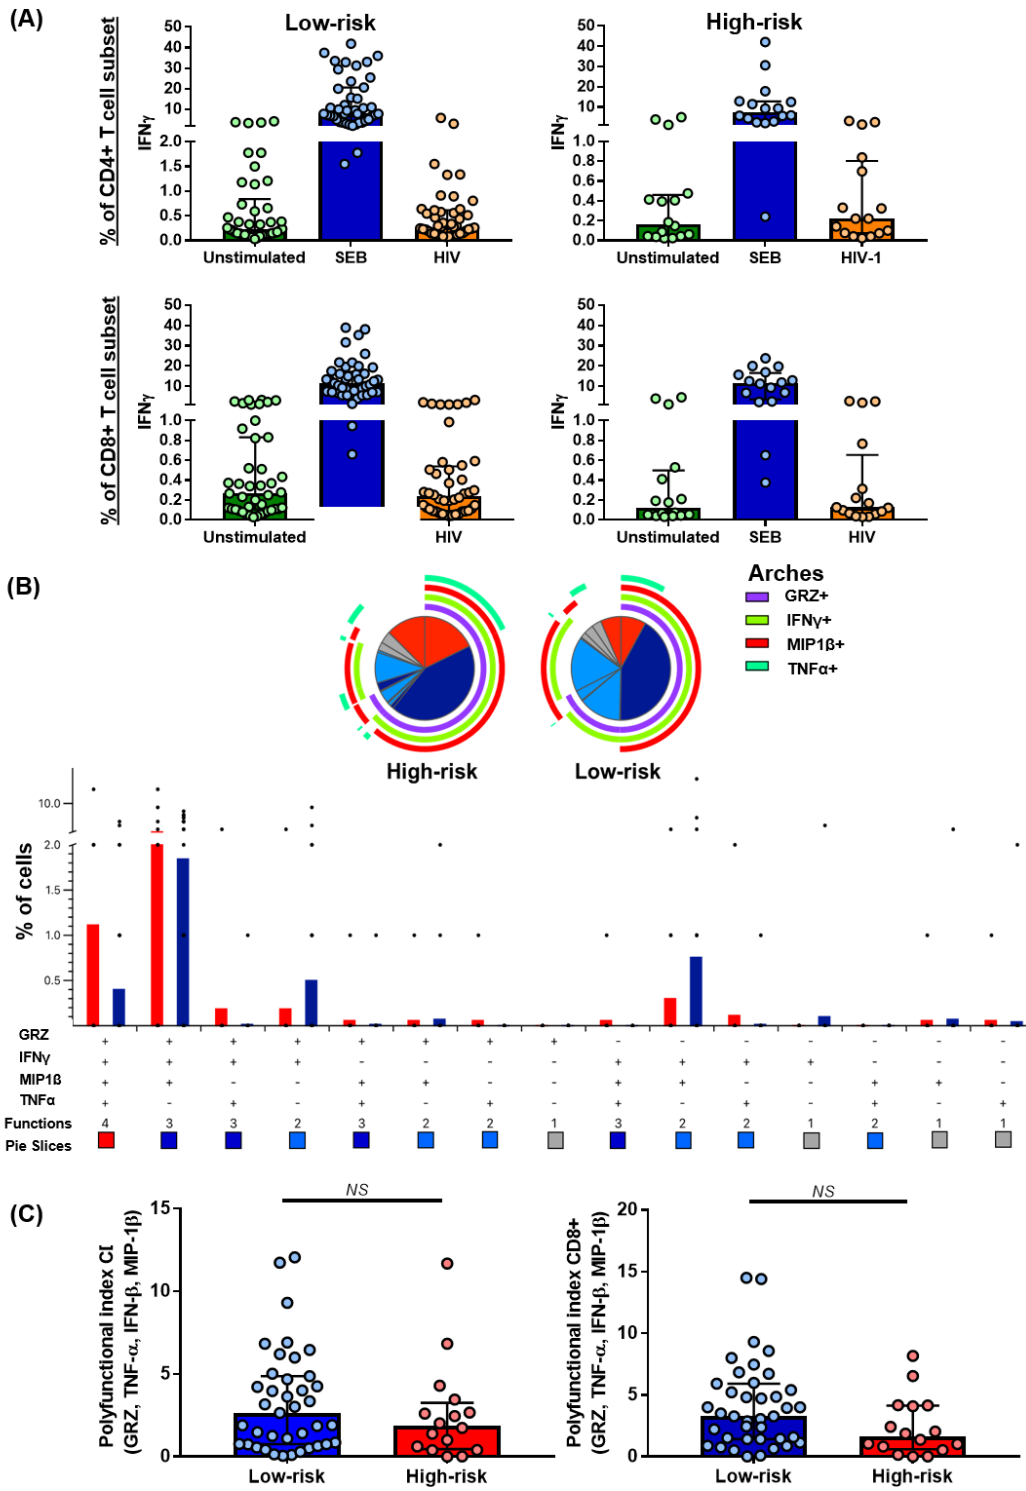 (A)
Low-risk
High-risk
% of CD4+ T cell subset
IFNγ
50
40
30
20
10
2.0
1.5
1.0
0.5
0.0
Unstimulated SEB HIV
IFNγ
50
40
30
20
10
1.0
0.8
0.6
0.4
0.2
0.0
Unstimulated SEB HIV-1
% of CD8+ T cell subset
IFNγ
50
40
30
20
10
1.0
0.8
0.6
0.4
0.2
0.0
Unstimulated HIV
IFNγ
50
40
30
20
10
1.0
0.8
0.6
0.4
0.2
0.0
Unstimulated SEB HIV
(B)
Arches
GRZ+
IFNγ+
MIP1ß+
TNFα+
High-risk Low-risk
% of cells
10.0
2.0
1.5
1.0
0.5
GRZ + + + + + + + + - - - - - - -
IFNγ + + + + - - - - + + + + - - -
MIP1ß + + - - + + - - + + - - + + -
TNFα + - + - + - + - + - + - + - +
Functions 4 3 3 2 3 2 2 1 3 2 2 1 2 1 1
Pie Slices
(C)
NS
Polyfunctional index CI
(GRZ, TNF-α, IFN-β, MIP-1β)
15
10
5
0
Low-risk High-risk
NS
Polyfunctional index CD8+
(GRZ, TNF-α, IFN-β, MIP-1β)
20
15
10
5
0
Low-risk High-risk